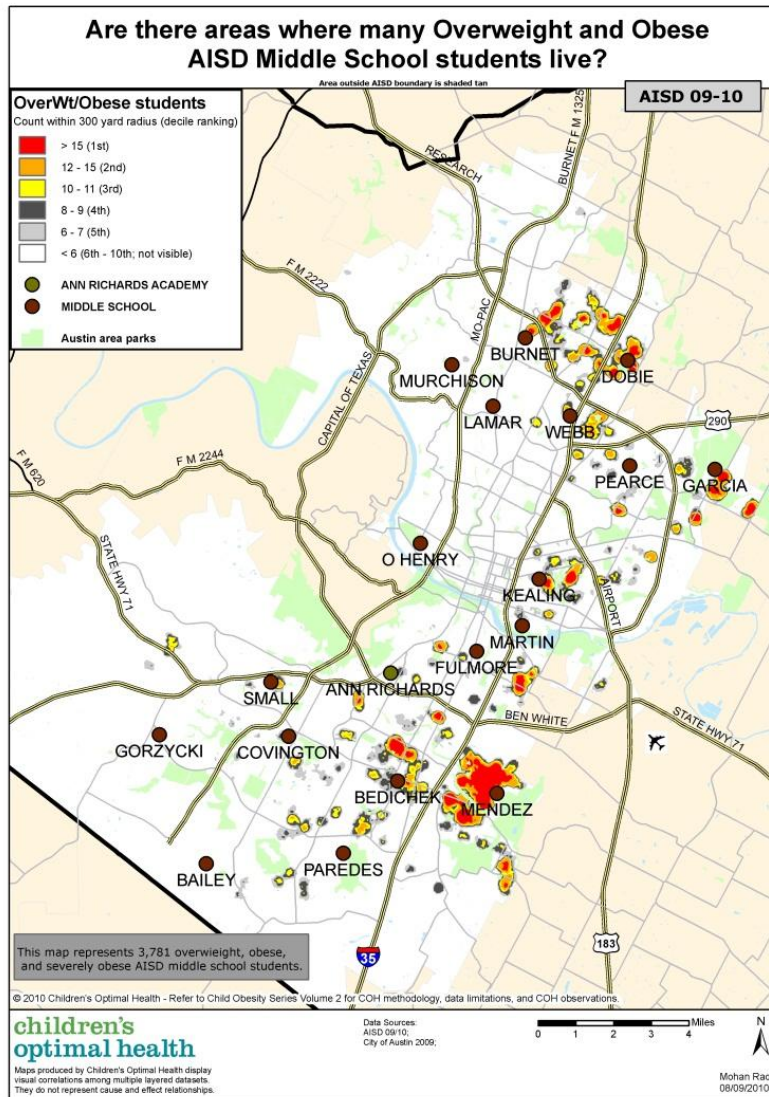 Are there areas where many Overweight and Obese
AISD Middle School students live?
Area outside AISD boundary is shaded tan
AISD 09-10
OverWt/Obese students
Count within 300 yard radius (decile ranking)
> 15 (1st)
12 - 15 (2nd)
10 - 11 (3rd)
8 - 9 (4th)
6 - 7 (5th)
< 6 (6th - 10th; not visible)
ANN RICHARDS ACADEMY
MIDDLE SCHOOL
Austin area parks
RESEARCH
BURNET F M 1325
F M 2222
MO-PAC
CAPITAL OF TEXAS
BURNET
DOBIE
MURCHISON
LAMAR
WEBB
290
F M 2244
F M 620
PEARCE
GARCIA
STATE HWY 71
O HENRY
KEALING
AIRPORT
MARTIN
FULMORE
SMALL
ANN RICHARDS
BEN WHITE
STATE HWY 71
GORZYCKI
COVINGTON
BEDICHEK
MENDEZ
BAILEY
PAREDES
35
183
This map represents 3,781 overwieight, obese,
and severely obese AISD middle school students.
© 2010 Children's Optimal Health - Refer to Child Obesity Series Volume 2 for COH methodology, data limitations, and COH observations.
children's
optimal health
Maps produced by Children's Optimal Health display
visual correlations among multiple layered datasets.
They do not represent cause and effect relationships.
Data Sources:
AISD 09/10;
City of Austin 2009;
0 1 2 3 4 Miles
N
Mohan Rao
08/09/2010